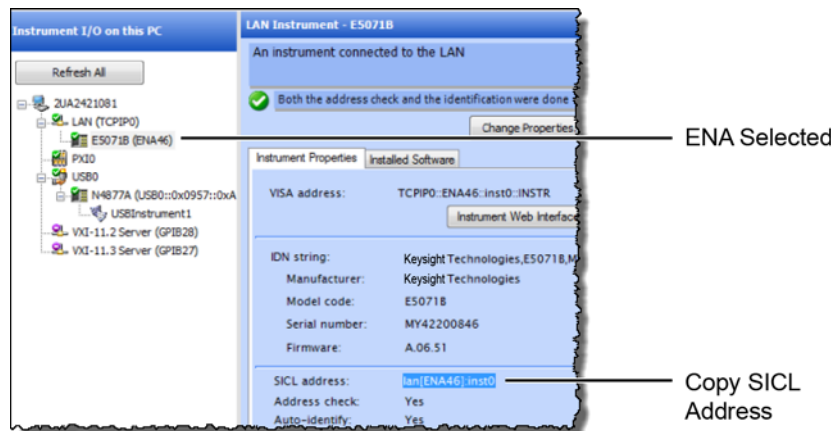 Instrument I/O on this PC
Refresh All
2UA2421081
LAN (TCPIP0)
E5071B (ENA46)
PXI0
USB0
N4877A (USB0::0x0957::0xA
USBInstrument1
VXI-11.2 Server (GPIB28)
VXI-11.3 Server (GPIB27)
LAN Instrument - E5071B
An instrument connected to the LAN
Both the address check and the identification were done
Change Properties
Instrument Properties Installed Software
VISA address: TCPIP0::ENA46::inst0::INSTR
Instrument Web Interface
IDN string: Keysight Technologies,E5071B,M
Manufacturer: Keysight Technologies
Model code: E5071B
Serial number: MY42200846
Firmware: A.06.51
SICL address: lan[ENA46]:inst0
Address check: Yes
Auto-identify: Yes
ENA Selected
Copy SICL
Address